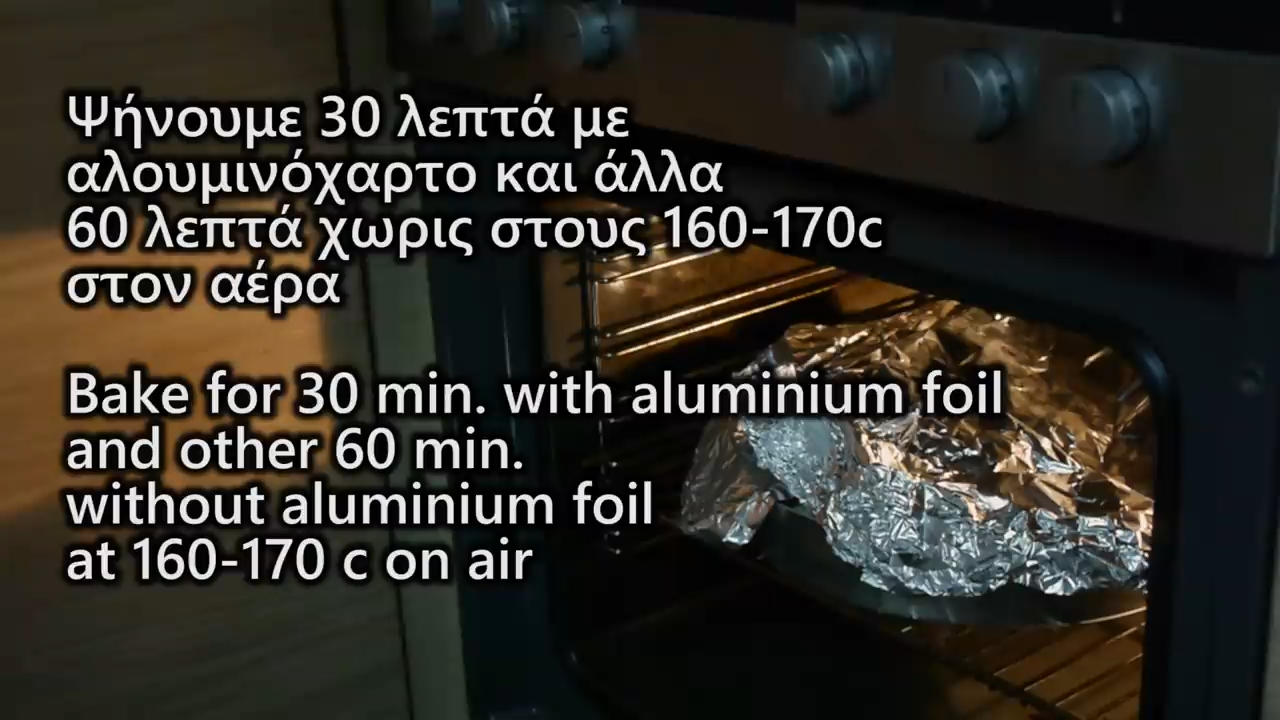 Ψήνουμε 30 λεπτά με
αλουμινόχαρτο και άλλα
60 λεπτά χωρις στους 160-170c
στον αέρα
Bake for 30 min. with aluminium foil
and other 60 min.
without aluminium foil
at 160-170 c on air